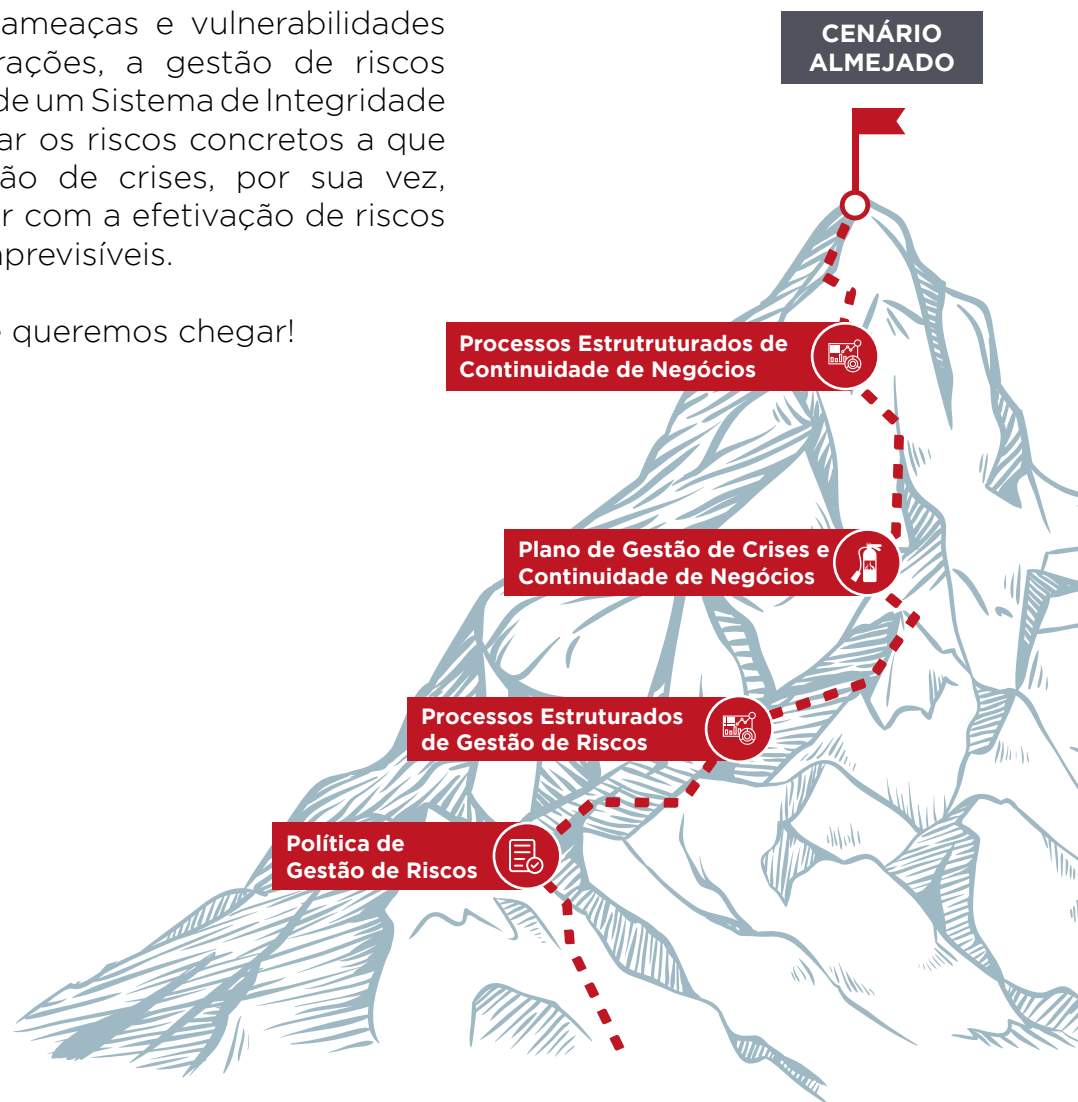 ameaças e vulnerabilidades
rações, a gestão de riscos
de um Sistema de Integridade
ar os riscos concretos a que
ão de crises, por sua vez,
r com a efetivação de riscos
nprevisíveis.
e queremos chegar!
CENÁRIO
ALMEJADO
Processos Estrutruturados de
Continuidade de Negócios
Plano de Gestão de Crises e
Continuidade de Negócios
Processos Estruturados
de Gestão de Riscos
Política de
Gestão de Riscos